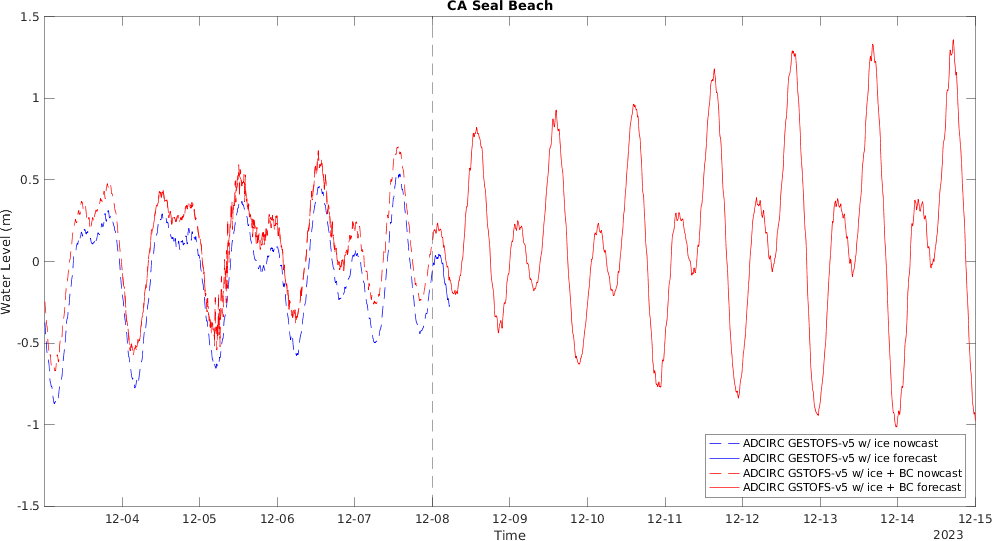 CA Seal Beach
1.5
1
0.5
0
-0.5
-1
-1.5
Water Level (m)
12-04 12-05 12-06 12-07 12-08 12-09 12-10 12-11 12-12 12-13 12-14 12-15
Time
2023
ADCIRC GESTOFS-v5 w/ ice nowcast
ADCIRC GESTOFS-v5 w/ ice forecast
ADCIRC GSTOFS-v5 w/ ice + BC nowcast
ADCIRC GSTOFS-v5 w/ ice + BC forecast